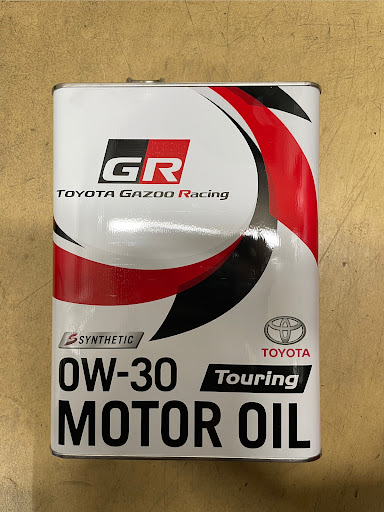 GR
TOYOTA GAZOO Racing
S SYNTHETIC
TOYOTA
0W-30
Touring
MOTOR OIL